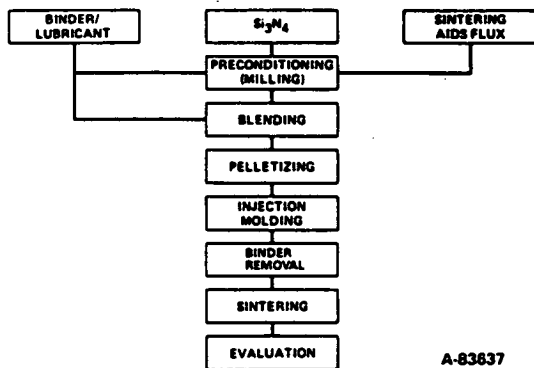 BINDER/
LUBRICANT
Si₃N₄
SINTERING
AIDS FLUX
PRECONDITIONING
(MILLING)
BLENDING
PELLETIZING
INJECTION
MOLDING
BINDER
REMOVAL
SINTERING
EVALUATION
A-83637